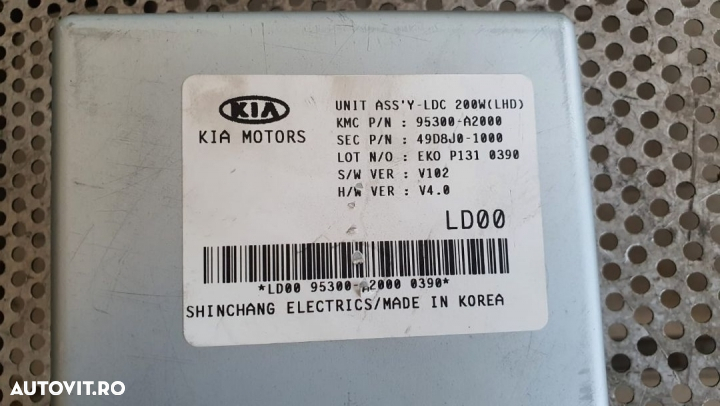 KIA
KIA MOTORS
UNIT ASS'Y-LDC 200W(LHD)
KMC P/N : 95300-A2000
SEC P/N : 49D8J0-1000
LOT N/O : EKO P131 0390
S/W VER : V102
H/W VER : V4.0
LD00
*LD00 95300-A2000 0390*
SHINCHANG ELECTRICS/MADE IN KOREA
AUTOVIT.RO